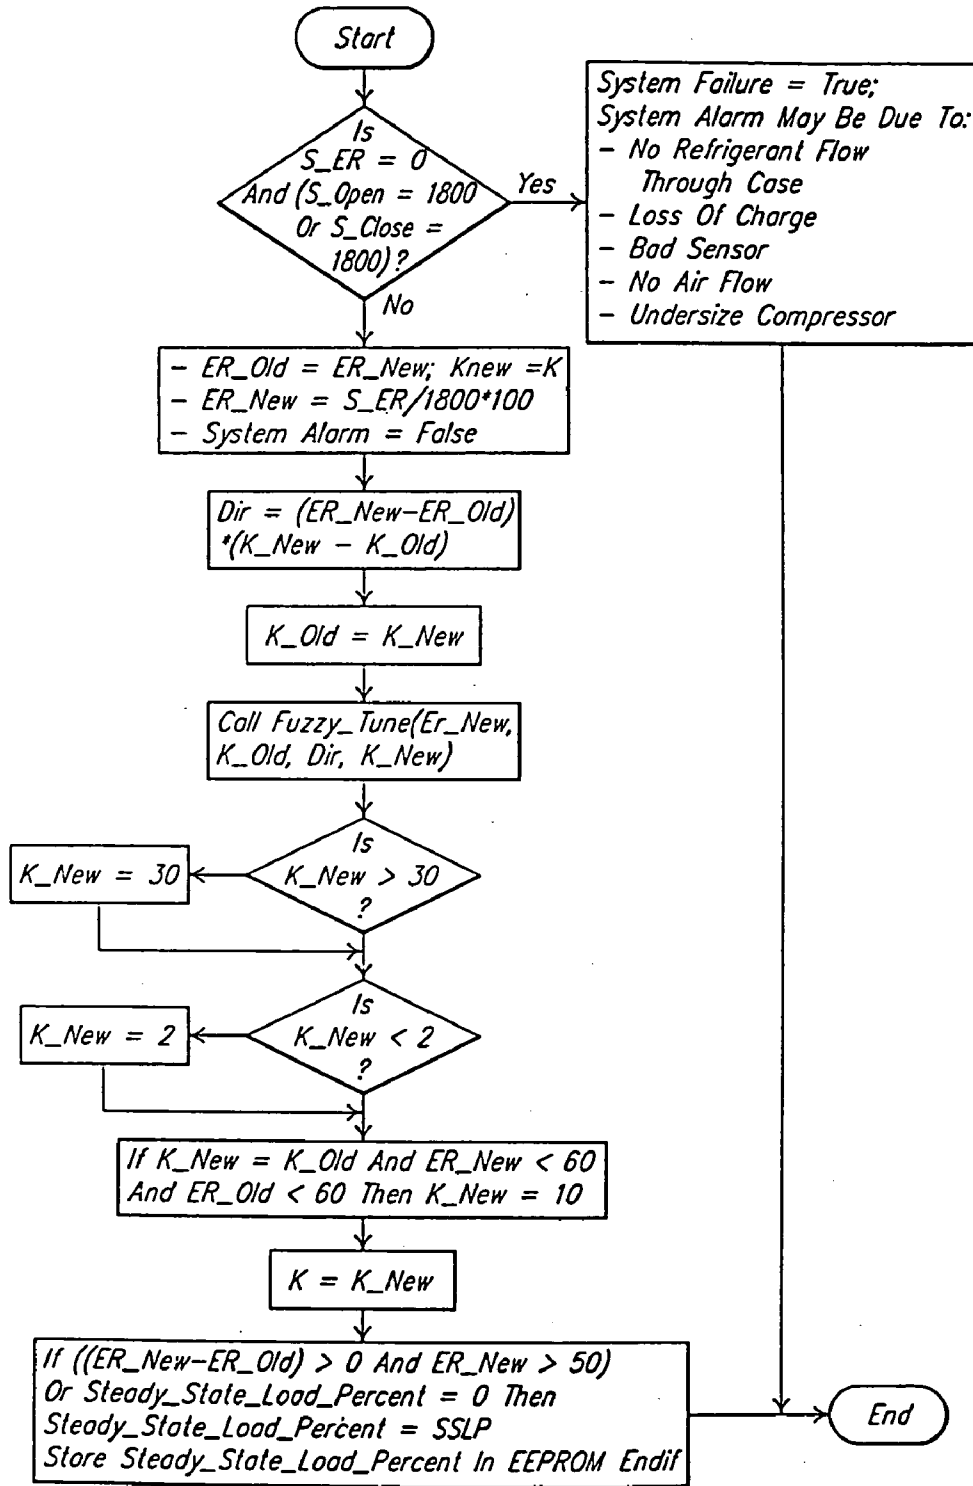 Start
Is
S_ER = 0
And (S_Open = 1800
Or S_Close =
1800)?
Yes
No
System Failure = True;
System Alarm May Be Due To:
- No Refrigerant Flow
Through Case
- Loss Of Charge
- Bad Sensor
- No Air Flow
- Undersize Compressor
- ER_Old = ER_New; Knew =K
- ER_New = S_ER/1800*100
- System Alarm = False
Dir = (ER_New-ER_Old)
*(K_New - K_Old)
K_Old = K_New
Call Fuzzy_Tune(Er_New,
K_Old, Dir, K_New)
Is
K_New > 30
?
K_New = 30
Is
K_New < 2
?
K_New = 2
If K_New = K_Old And ER_New < 60
And ER_Old < 60 Then K_New = 10
K = K_New
If ((ER_New-ER_Old) > 0 And ER_New > 50)
Or Steady_State_Load_Percent = 0 Then
Steady_State_Load_Percent = SSLP
Store Steady_State_Load_Percent In EEPROM Endif
End